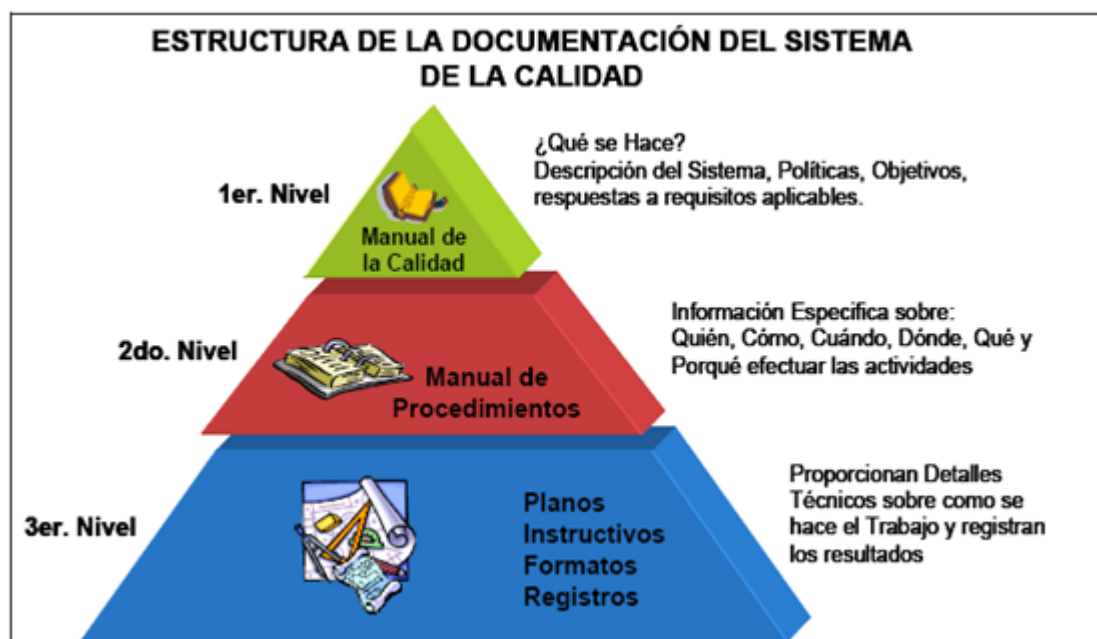 ESTRUCTURA DE LA DOCUMENTACIÓN DEL SISTEMA
DE LA CALIDAD
1er. Nivel
Manual de
la Calidad
¿Qué se Hace?
Descripción del Sistema, Políticas, Objetivos,
respuestas a requisitos aplicables.
2do. Nivel
Manual de
Procedimientos
Información Especifica sobre:
Quién, Cómo, Cuándo, Dónde, Qué y
Porqué efectuar las actividades
3er. Nivel
Planos
Instructivos
Formatos
Registros
Proporcionan Detalles
Técnicos sobre como se
hace el Trabajo y registran
los resultados